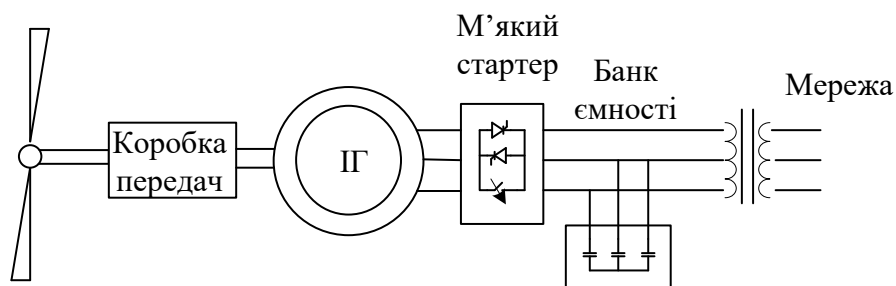 М’який
стартер
Банк
ємності
Мережа
Коробка
передач
ІГ